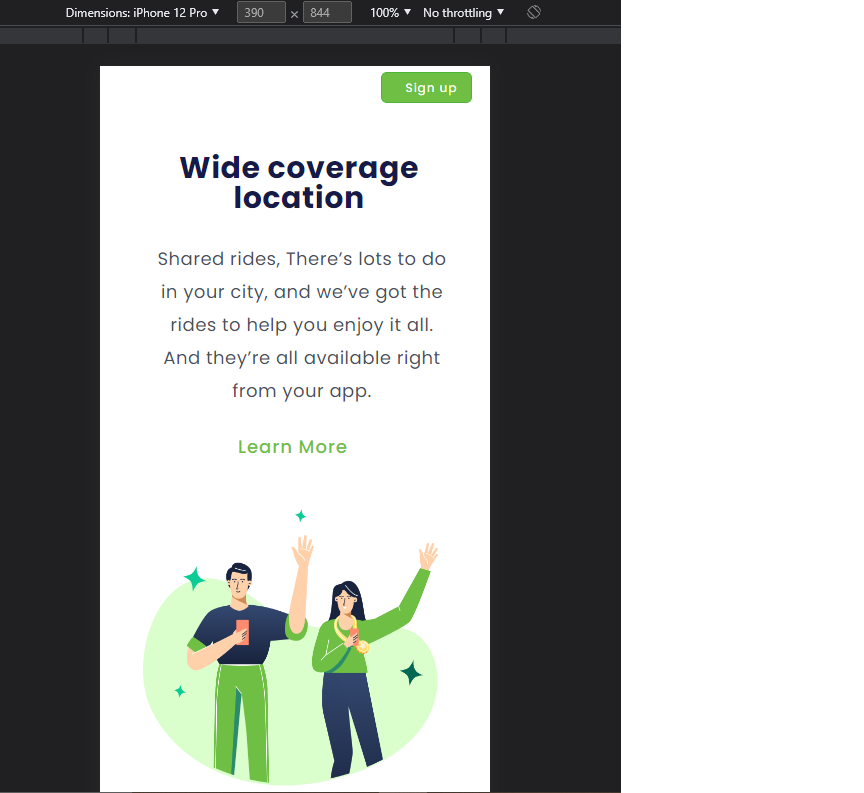 Dimensions: iPhone 12 Pro 390 × 844 100% No throttling
Sign up
Wide coverage
location
Shared rides, There’s lots to do
in your city, and we’ve got the
rides to help you enjoy it all.
And they’re all available right
from your app.
Learn More